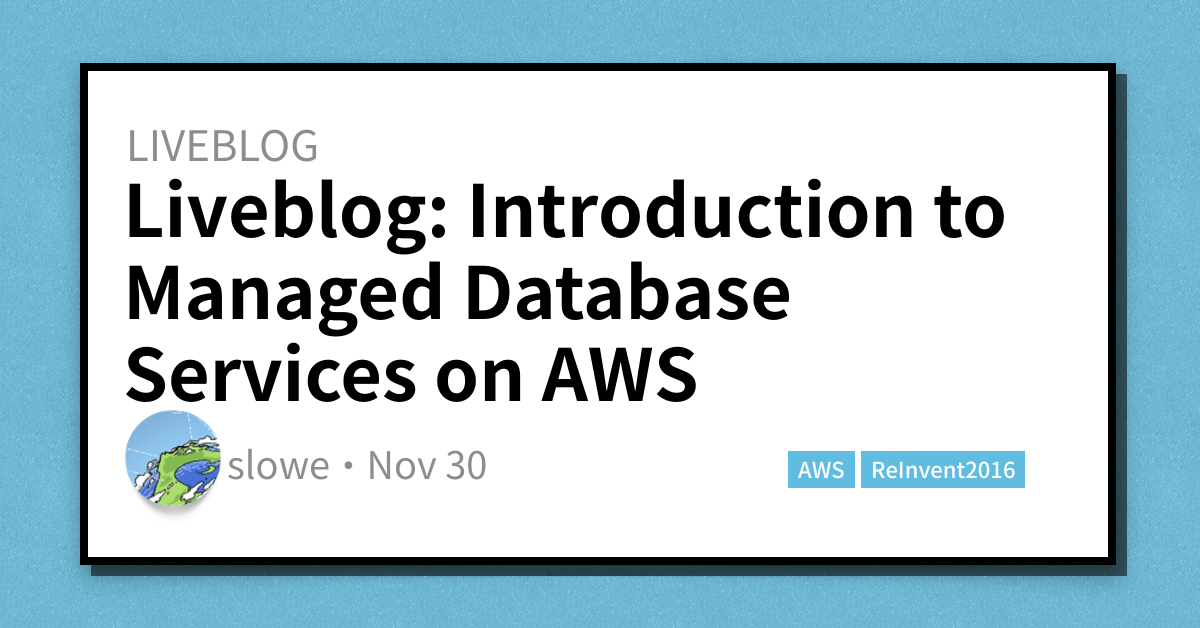 LIVEBLOG
Liveblog: Introduction to
Managed Database
Services on AWS
slowe • Nov 30
AWS ReInvent2016